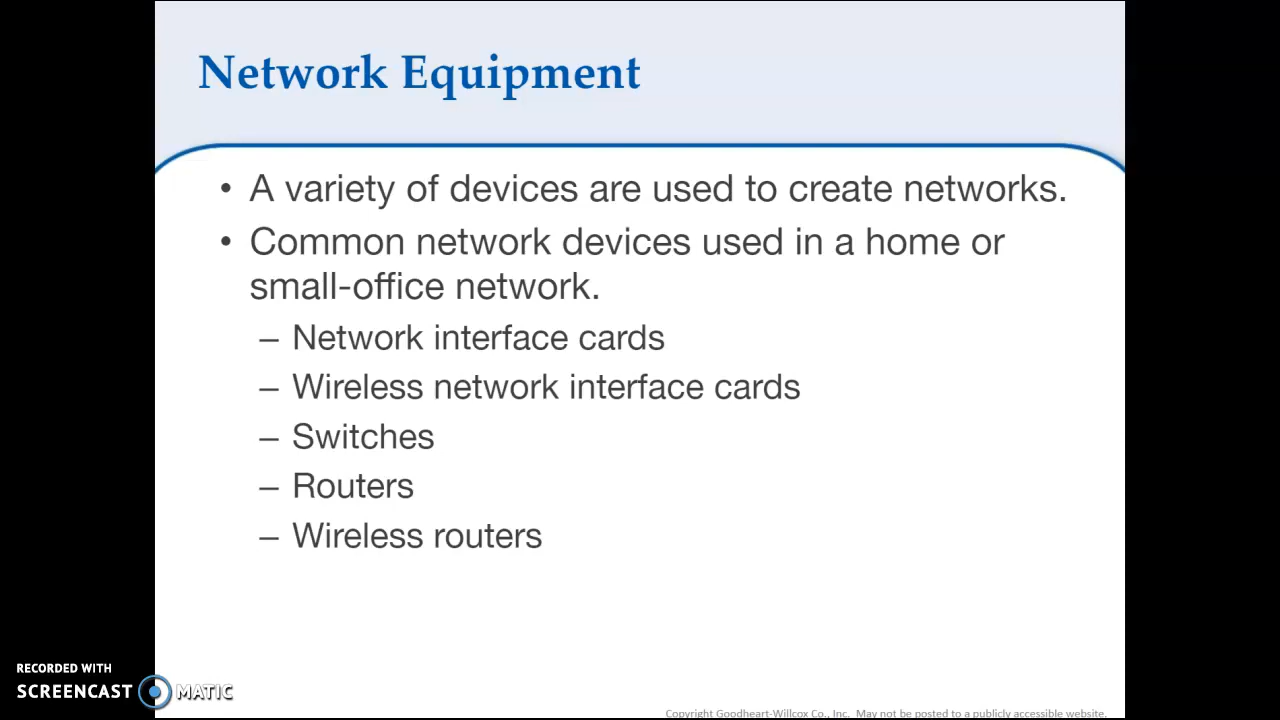 Network Equipment
• A variety of devices are used to create networks.
• Common network devices used in a home or
small-office network.
– Network interface cards
– Wireless network interface cards
– Switches
– Routers
– Wireless routers
RECORDED WITH
SCREENCAST MATIC
Copyright Goodheart-Willcox Co., Inc. May not be posted to a publicly accessible website.